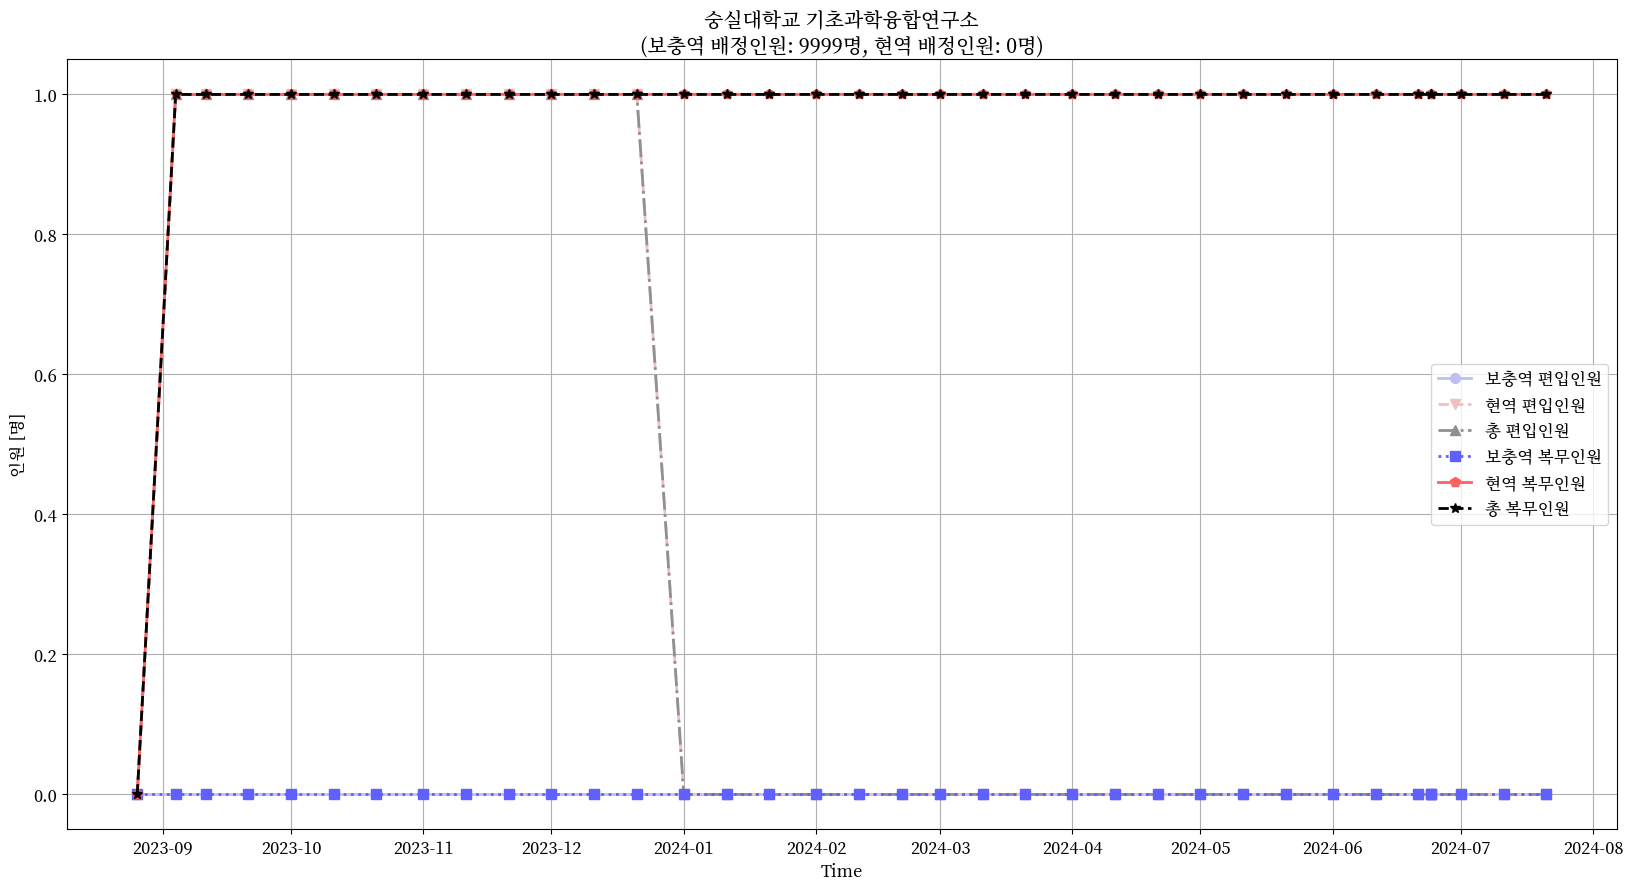 숭실대학교 기초과학융합연구소
(보충역 배정인원: 9999명, 현역 배정인원: 0명)
1.0
0.8
0.6
0.4
0.2
0.0
인원 [명]
보충역 편입인원
현역 편입인원
총 편입인원
보충역 복무인원
현역 복무인원
총 복무인원
2023-09 2023-10 2023-11 2023-12 2024-01 2024-02 2024-03 2024-04 2024-05 2024-06 2024-07 2024-08
Time